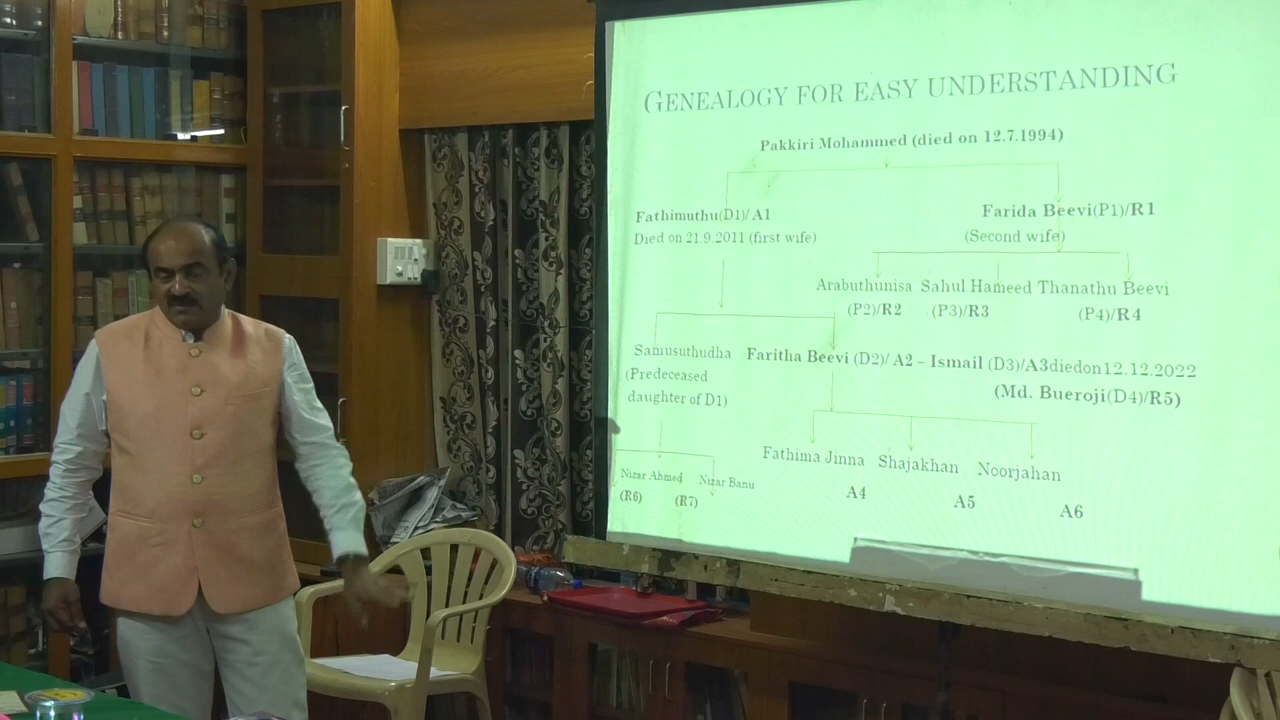 GENEALOGY FOR EASY UNDERSTANDING
Pakkiri Mohammed (died on 12.7.1994)
Fathimuthu(D1)/A1
Died on 21.9.2011 (first wife)
Farida Beevi(P1)/R1
(Second wife)
Arabuthunisa Sahul Hameed Thanathu Beevi
(P2)/R2 (P3)/R3 (P4)/R4
Samusuthudha
(Predeceased
daughter of D1)
Faritha Beevi (D2)/ A2 – Ismail (D3)/A3diedon12.12.2022
(Md. Bueroji(D4)/R5)
Fathima Jinna Shajakhan Noorjahan
A4 A5 A6
Nizar Ahmed Nizar Banu
(R6) (R7)